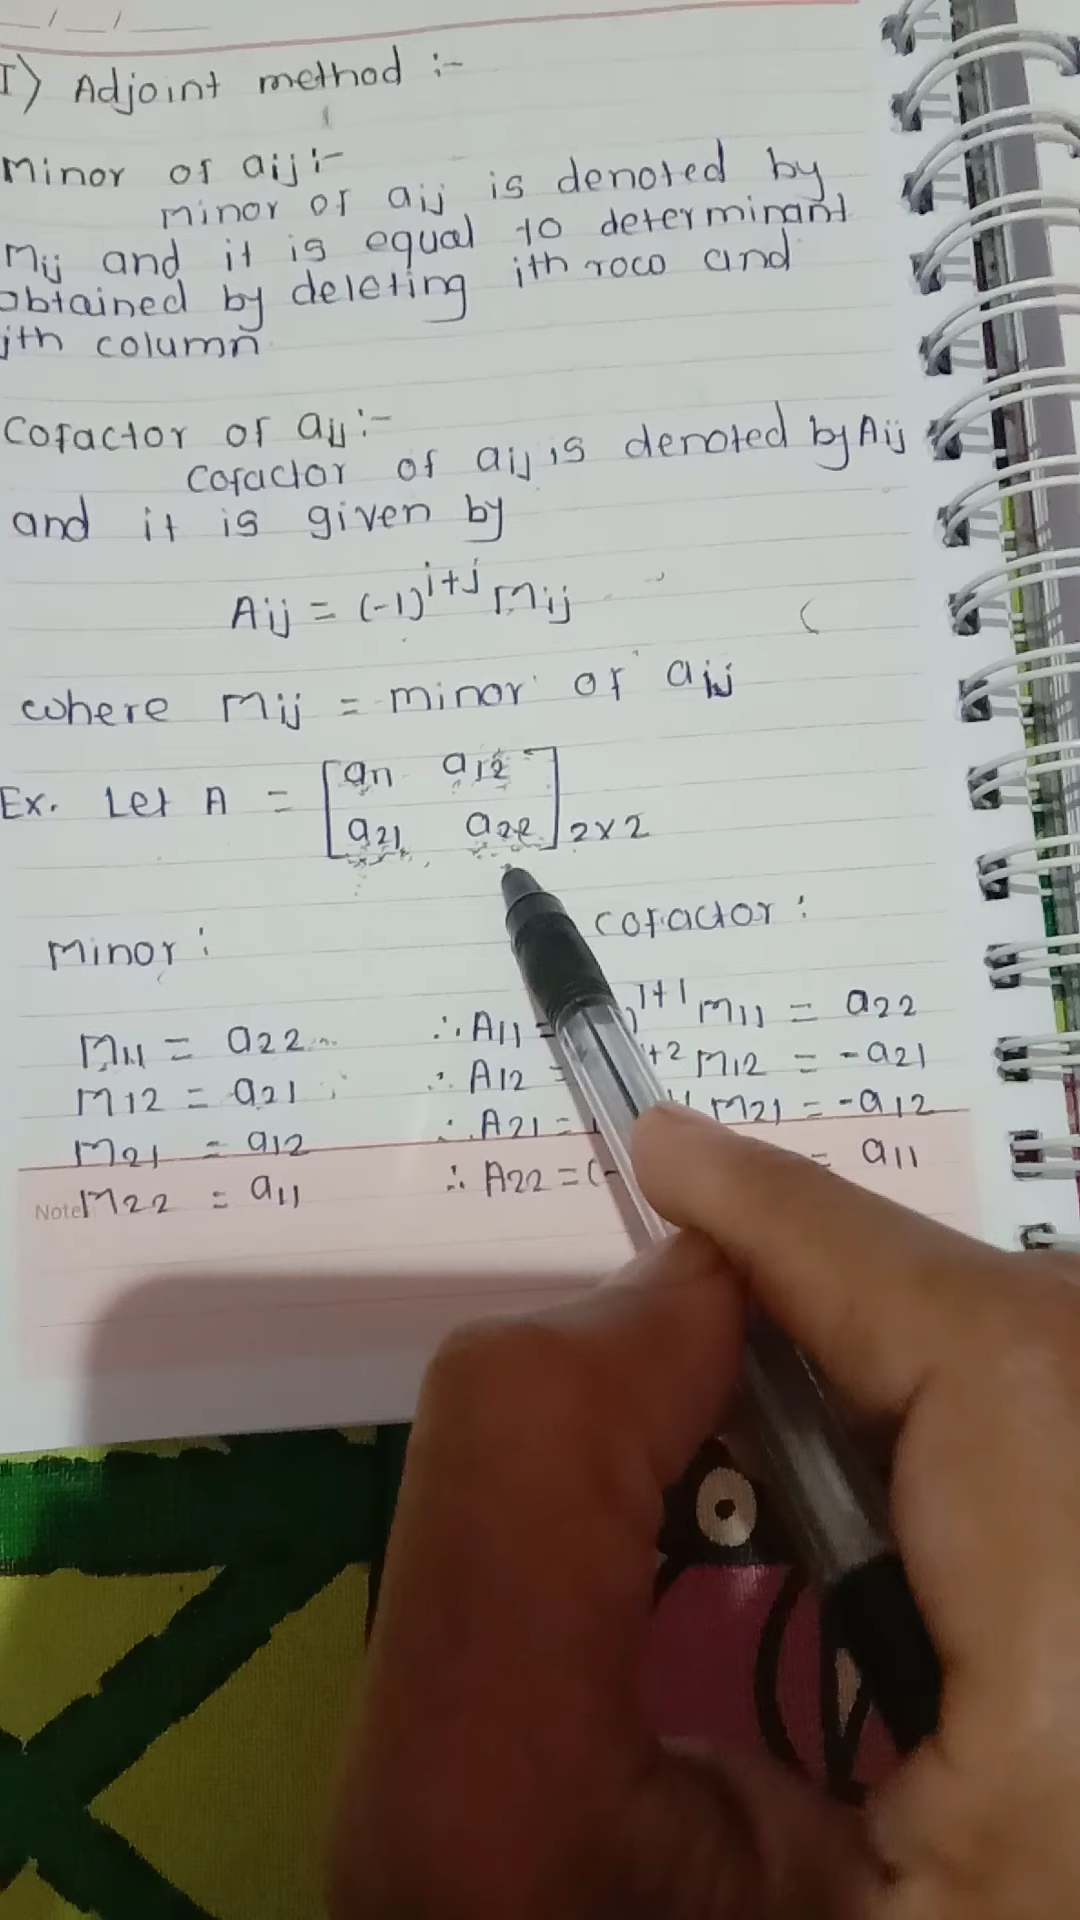 I) Adjoint method :-
Minor of aij :-
Minor of aij is denoted by
Mij and it is equal to determinant
obtained by deleting ith row and
jth column
Cofactor of aij :-
Cofactor of aij is denoted by Aij
and it is given by
Aij = (-1)^i+j Mij
where Mij = minor of aij
Ex. Let A = [a11 a12
a21 a22] 2x2
Minor :
Cofactor :
M11 = a22 ∴ A11 = 1+1 M11 = a22
M12 = a21 ∴ A12 = +2 M12 = -a21
M21 = a12 ∴ A21 = M21 = -a12
Note M22 = a11 ∴ A22 = (- = a11